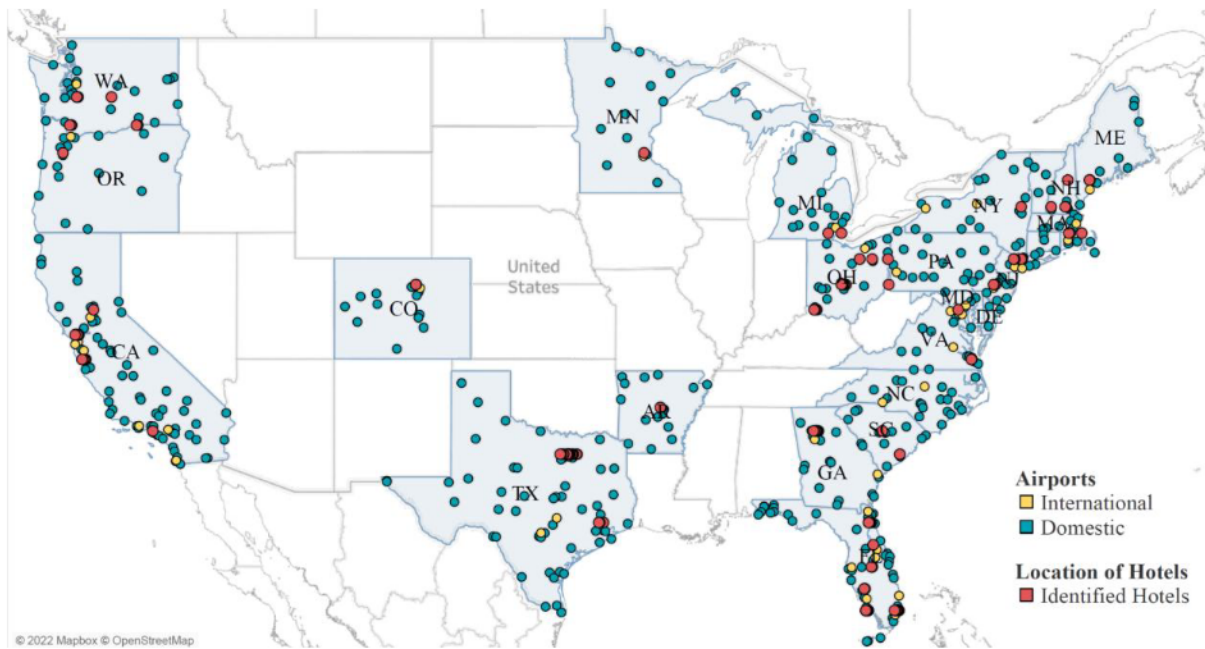 WA
MN
ME
OR
MI
NH
NY
MA
United
States
PA
OH
NJ
CO
MD
DE
CA
VA
NC
AR
SC
GA
TX
FL
Airports
International
Domestic
Location of Hotels
Identified Hotels
© 2022 Mapbox © OpenStreetMap